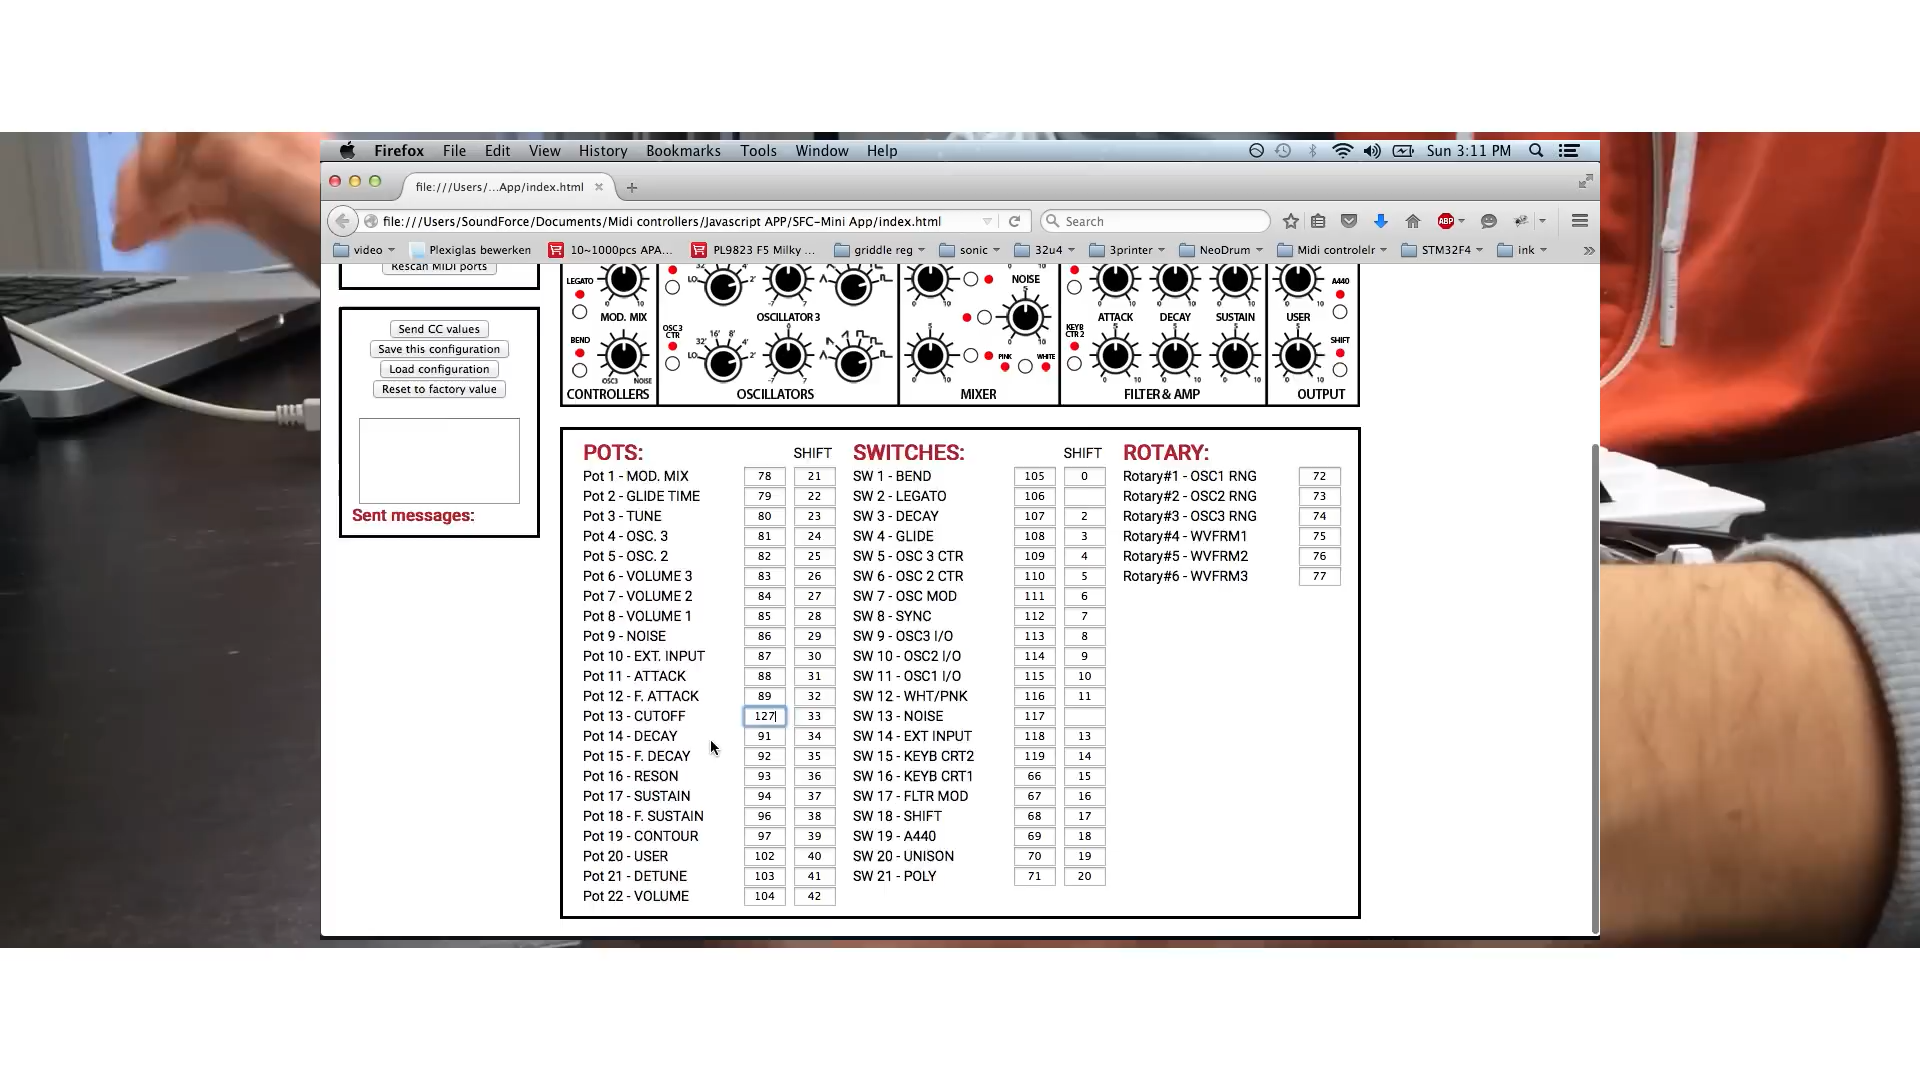 Firefox File Edit View History Bookmarks Tools Window Help Sun 3:11 PM
file:///Users/...App/index.html
file:///Users/SoundForce/Documents/Midi controllers/Javascript APP/SFC-Mini App/index.html Search ABP
video Plexiglas bewerken 10~1000pcs APA... PL9823 F5 Milky ... griddle reg sonic 32u4 3printer NeoDrum Midi controlelr STM32F4 ink
Rescan MIDI ports
Send CC values
Save this configuration
Load configuration
Reset to factory value
Sent messages:
LEGATO NOISE A440
MOD. MIX OSCILLATOR 3 ATTACK DECAY SUSTAIN USER
BEND OSC 3 CTR KEYB CTR 2 SHIFT
32' 16' 8' 4' 2' LO
OSC3 NOISE PINK WHITE
CONTROLLERS OSCILLATORS MIXER FILTER & AMP OUTPUT
POTS: SHIFT SWITCHES: SHIFT ROTARY:
Pot 1 - MOD. MIX 78 21 SW 1 - BEND 105 0 Rotary#1 - OSC1 RNG 72
Pot 2 - GLIDE TIME 79 22 SW 2 - LEGATO 106 Rotary#2 - OSC2 RNG 73
Pot 3 - TUNE 80 23 SW 3 - DECAY 107 2 Rotary#3 - OSC3 RNG 74
Pot 4 - OSC. 3 81 24 SW 4 - GLIDE 108 3 Rotary#4 - WVFRM1 75
Pot 5 - OSC. 2 82 25 SW 5 - OSC 3 CTR 109 4 Rotary#5 - WVFRM2 76
Pot 6 - VOLUME 3 83 26 SW 6 - OSC 2 CTR 110 5 Rotary#6 - WVFRM3 77
Pot 7 - VOLUME 2 84 27 SW 7 - OSC MOD 111 6
Pot 8 - VOLUME 1 85 28 SW 8 - SYNC 112 7
Pot 9 - NOISE 86 29 SW 9 - OSC3 I/O 113 8
Pot 10 - EXT. INPUT 87 30 SW 10 - OSC2 I/O 114 9
Pot 11 - ATTACK 88 31 SW 11 - OSC1 I/O 115 10
Pot 12 - F. ATTACK 89 32 SW 12 - WHT/PNK 116 11
Pot 13 - CUTOFF 127 33 SW 13 - NOISE 117
Pot 14 - DECAY 91 34 SW 14 - EXT INPUT 118 13
Pot 15 - F. DECAY 92 35 SW 15 - KEYB CRT2 119 14
Pot 16 - RESON 93 36 SW 16 - KEYB CRT1 66 15
Pot 17 - SUSTAIN 94 37 SW 17 - FLTR MOD 67 16
Pot 18 - F. SUSTAIN 96 38 SW 18 - SHIFT 68 17
Pot 19 - CONTOUR 97 39 SW 19 - A440 69 18
Pot 20 - USER 102 40 SW 20 - UNISON 70 19
Pot 21 - DETUNE 103 41 SW 21 - POLY 71 20
Pot 22 - VOLUME 104 42